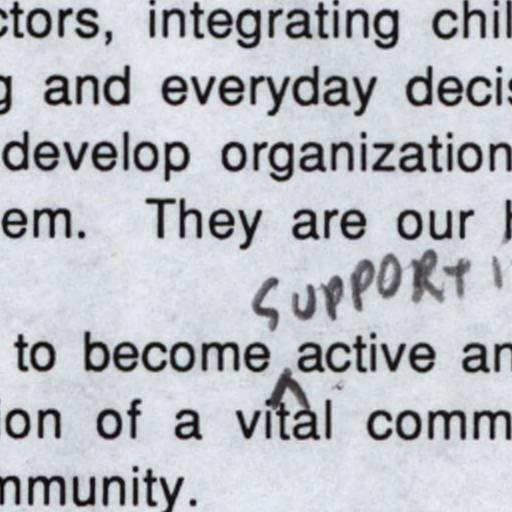 ctors, integrating chil
g and everyday decis
develop organization
em. They are our h
SUPPORTI
to become active an
ion of a vital comm
mmunity.